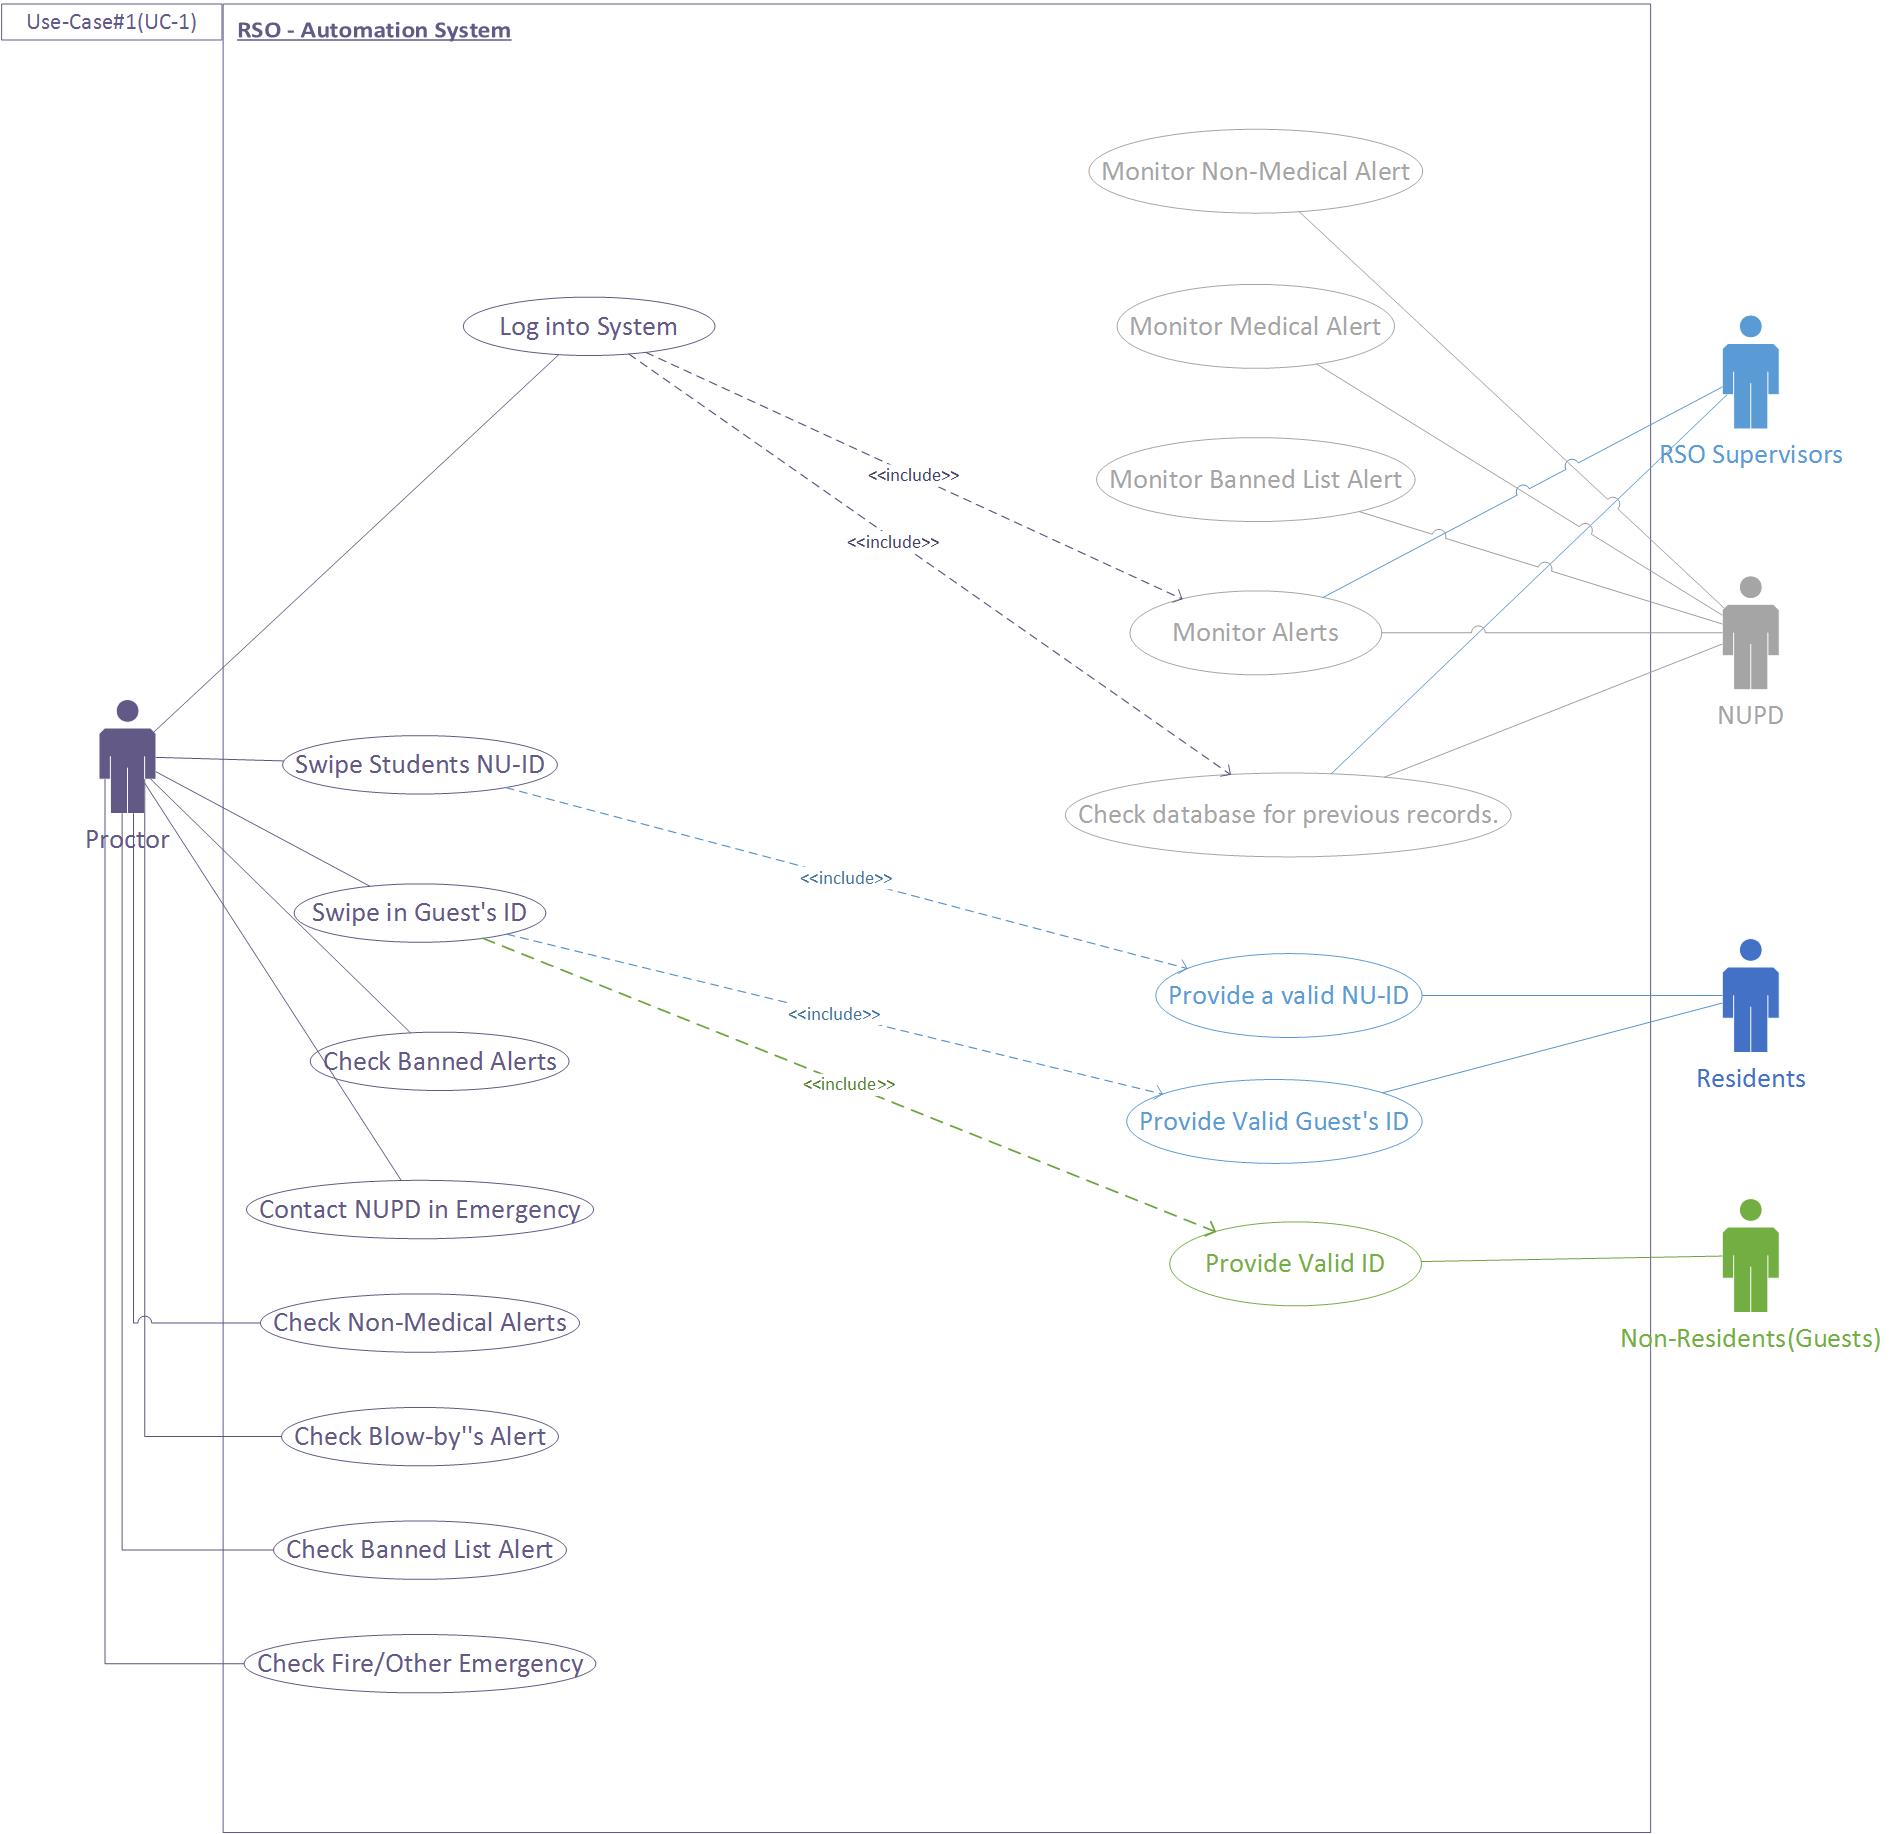 Use-Case#1(UC-1)
RSO - Automation System
Monitor Non-Medical Alert
Log into System
Monitor Medical Alert
RSO Supervisors
<<include>>
Monitor Banned List Alert
<<include>>
Monitor Alerts
NUPD
Swipe Students NU-ID
Check database for previous records.
Proctor
<<include>>
Swipe in Guest's ID
Provide a valid NU-ID
<<include>>
Check Banned Alerts
Residents
<<include>>
Provide Valid Guest's ID
Contact NUPD in Emergency
Provide Valid ID
Check Non-Medical Alerts
Non-Residents(Guests)
Check Blow-by''s Alert
Check Banned List Alert
Check Fire/Other Emergency